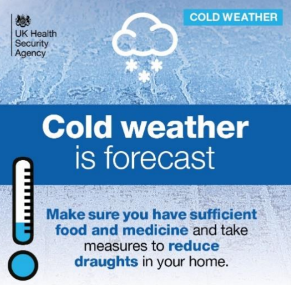 UK Health
Security
Agency
COLD WEATHER
Cold weather
is forecast
Make sure you have sufficient
food and medicine and take
measures to reduce
draughts in your home.